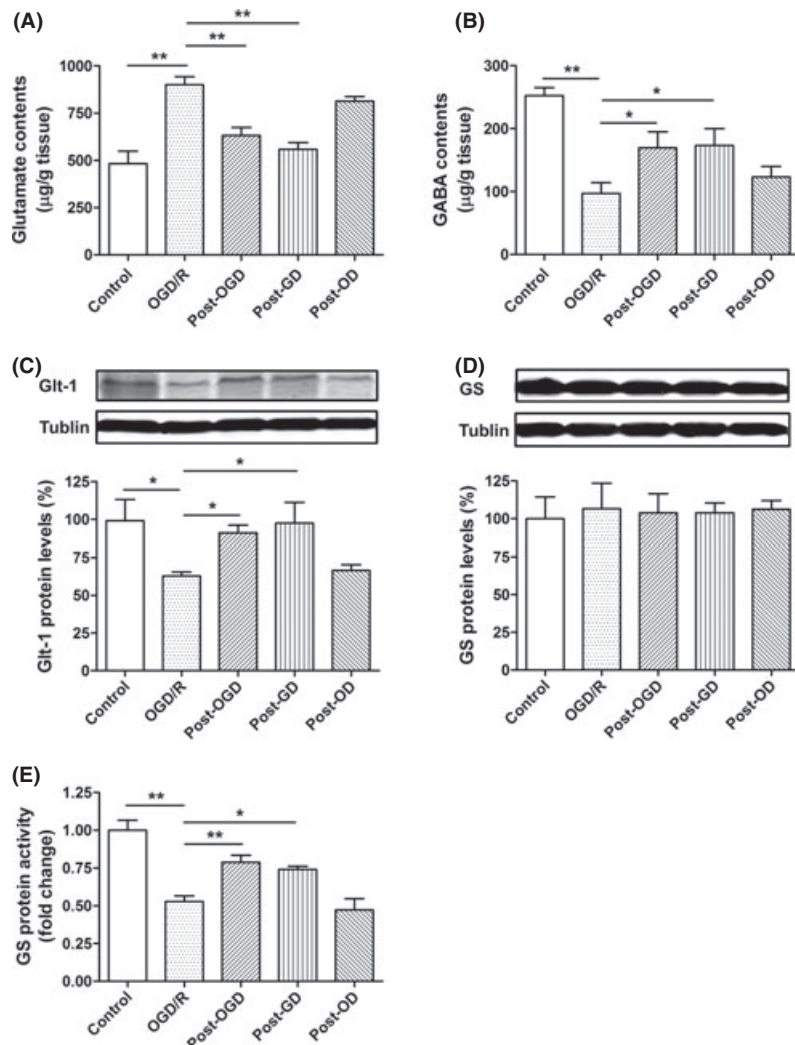 (A)
** 
**
**
Glutamate contents
(µg/g tissue)
1000
750
500
250
0
Control
OGD/R
Post-OGD
Post-GD
Post-OD
(B)
**
*
*
GABA contents
(µg/g tissue)
300
200
100
0
Control
OGD/R
Post-OGD
Post-GD
Post-OD
(C)
Glt-1
Tublin
*
*
*
Glt-1 protein levels (%)
125
100
75
50
25
0
Control
OGD/R
Post-OGD
Post-GD
Post-OD
(D)
GS
Tublin
GS protein levels (%)
125
100
75
50
25
0
Control
OGD/R
Post-OGD
Post-GD
Post-OD
(E)
**
*
**
GS protein activity
(fold change)
1.25
1.00
0.75
0.50
0.25
0.00
Control
OGD/R
Post-OGD
Post-GD
Post-OD